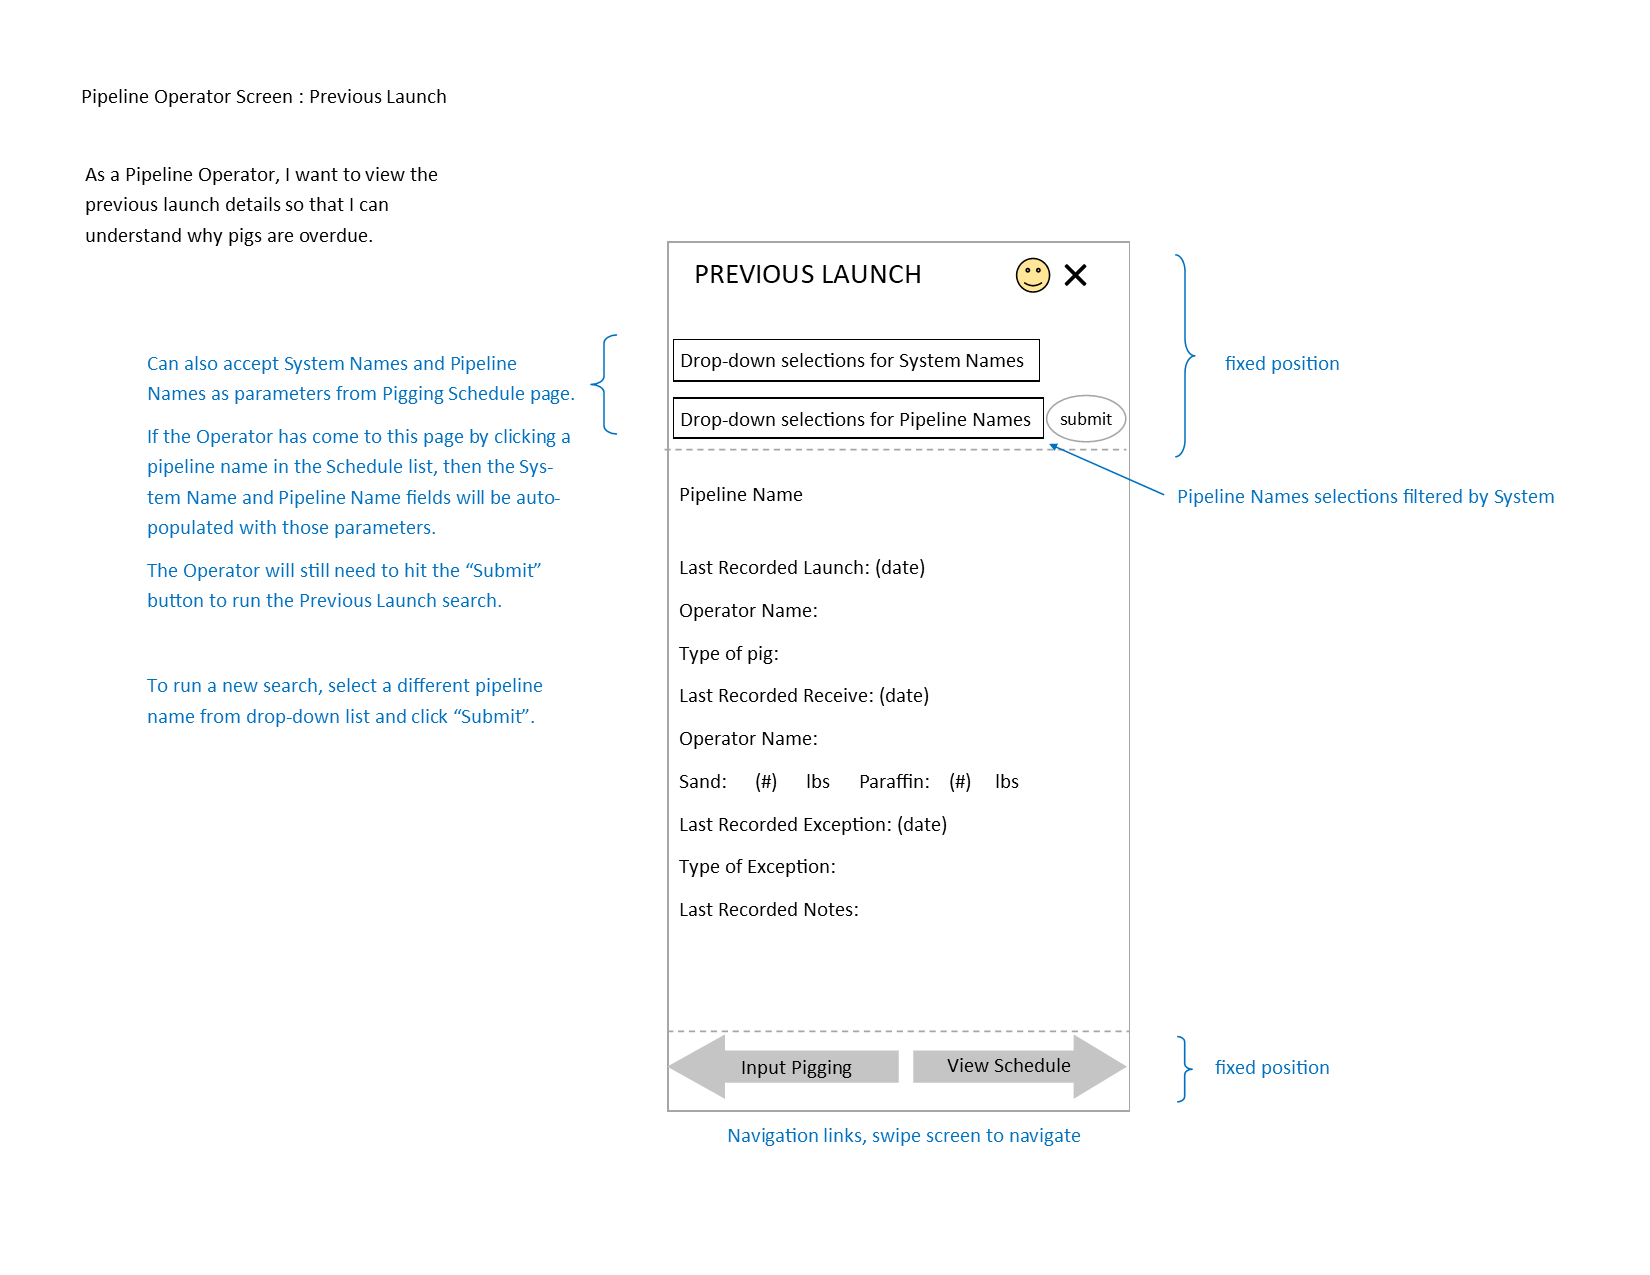 Pipeline Operator Screen : Previous Launch
As a Pipeline Operator, I want to view the
previous launch details so that I can
understand why pigs are overdue.
PREVIOUS LAUNCH
Can also accept System Names and Pipeline
Names as parameters from Pigging Schedule page.
If the Operator has come to this page by clicking a
pipeline name in the Schedule list, then the Sys-
tem Name and Pipeline Name fields will be auto-
populated with those parameters.
The Operator will still need to hit the “Submit”
button to run the Previous Launch search.
To run a new search, select a different pipeline
name from drop-down list and click “Submit”.
Drop-down selections for System Names
Drop-down selections for Pipeline Names
submit
fixed position
Pipeline Names selections filtered by System
Pipeline Name
Last Recorded Launch: (date)
Operator Name:
Type of pig:
Last Recorded Receive: (date)
Operator Name:
Sand: (#) lbs Paraffin: (#) lbs
Last Recorded Exception: (date)
Type of Exception:
Last Recorded Notes:
Input Pigging
View Schedule
fixed position
Navigation links, swipe screen to navigate